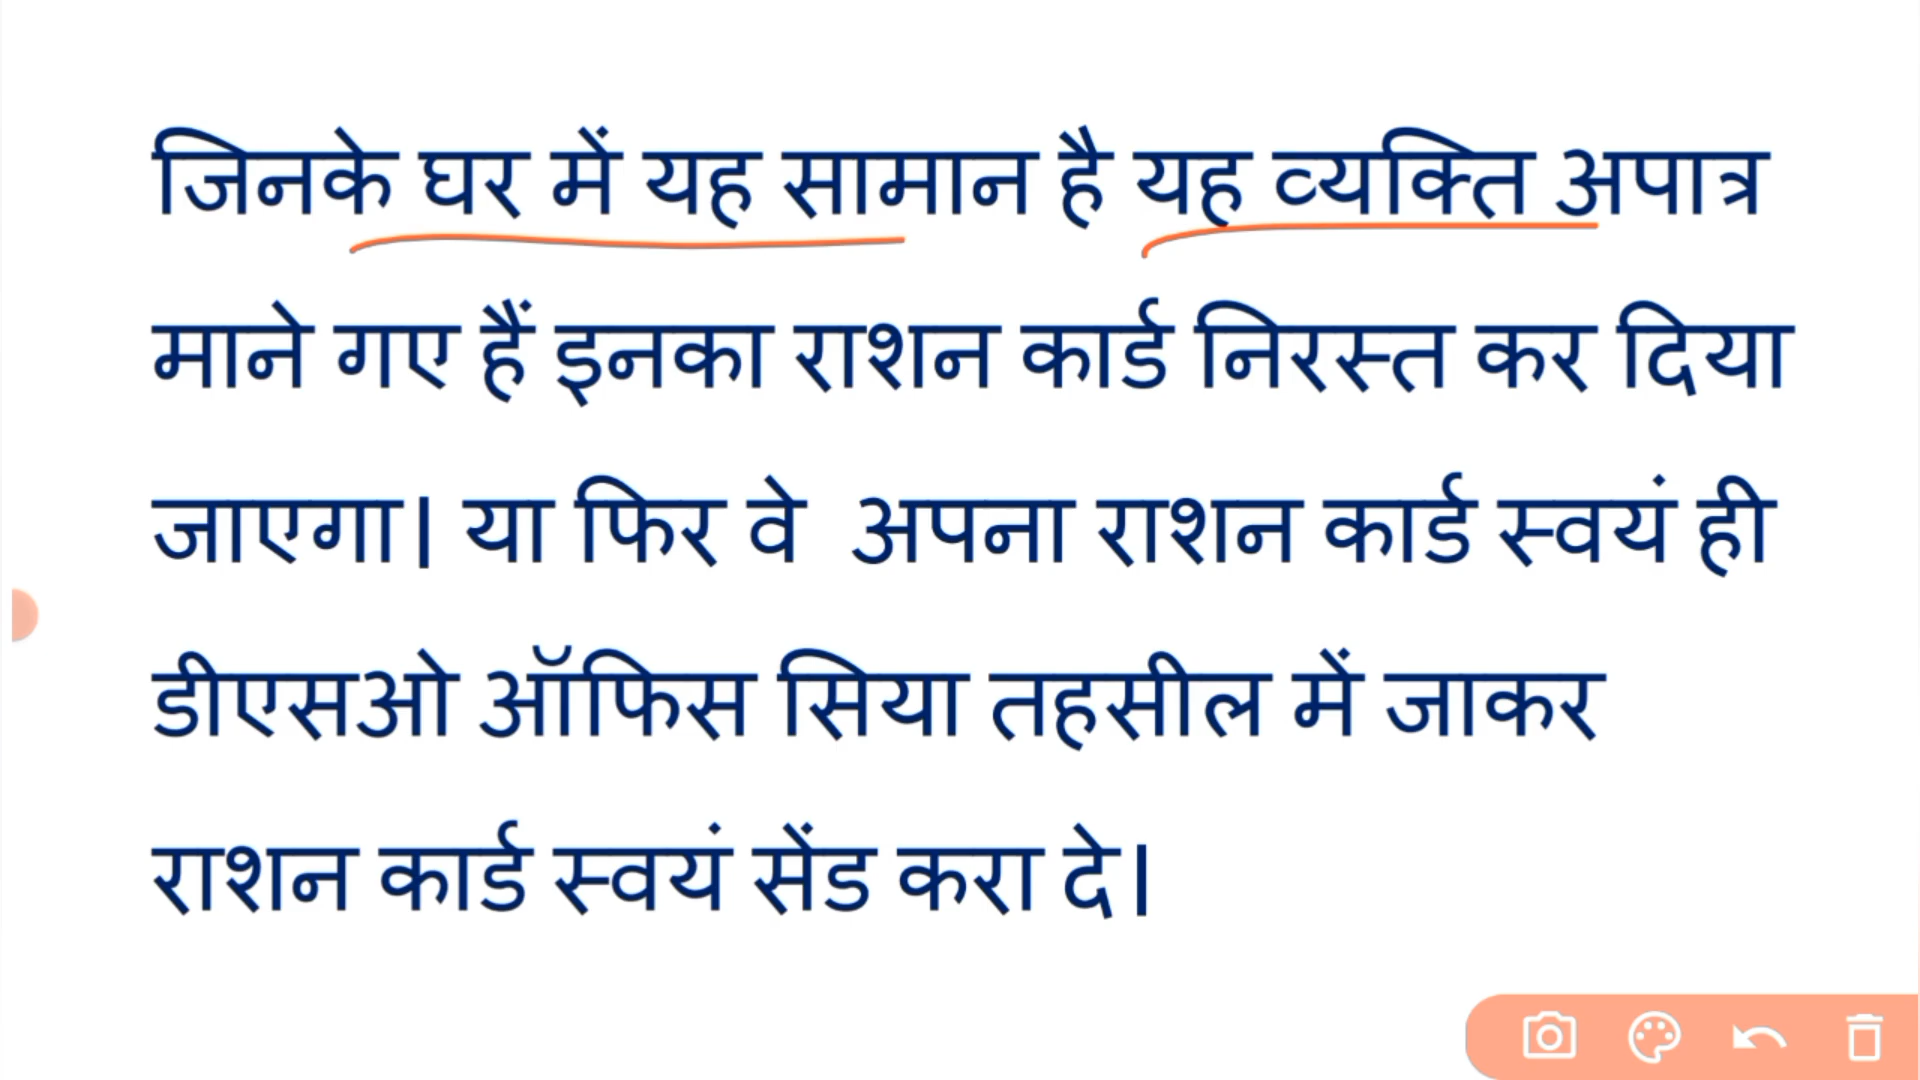 जिनके घर में यह सामान है यह व्यक्ति अपात्र
माने गए हैं इनका राशन कार्ड निरस्त कर दिया
जाएगा। या फिर वे अपना राशन कार्ड स्वयं ही
डीएसओ ऑफिस सिया तहसील में जाकर
राशन कार्ड स्वयं सेंड करा दे।